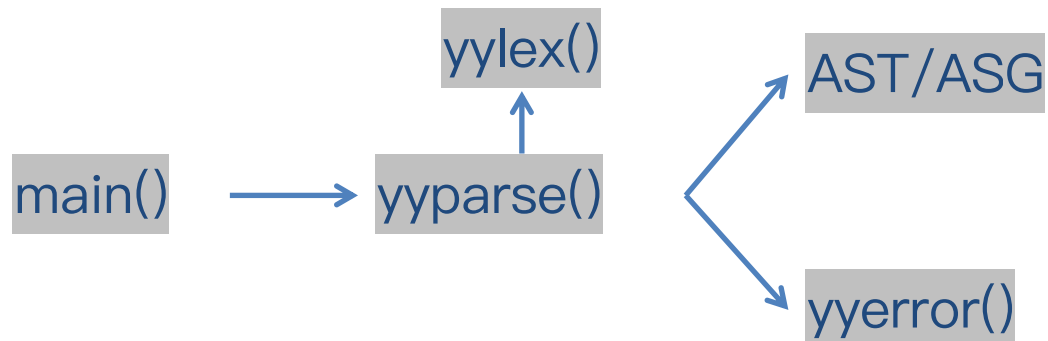 yylex()
AST/ASG
main()
yyparse()
yyerror()